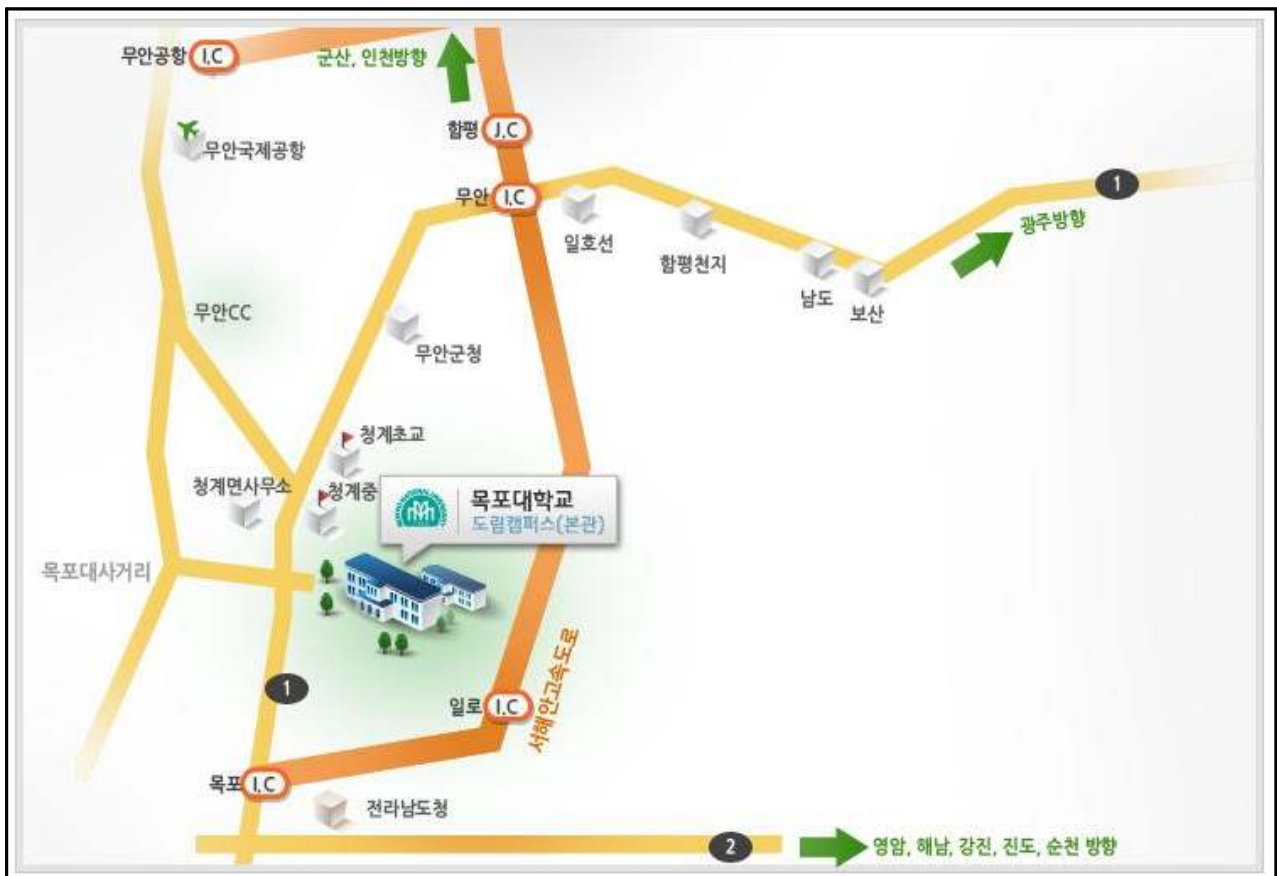 무안공항 I.C
군산, 인천방향
함평 J.C
무안국제공항
무안 I.C
1
광주방향
일호선
함평천지
남도
보산
무안CC
무안군청
청계초교
청계면사무소
청계중
목포대학교
도림캠퍼스(본관)
목포대사거리
1
일로 I.C
서해안고속도로
목포 I.C
전라남도청
2
영암, 해남, 강진, 진도, 순천 방향